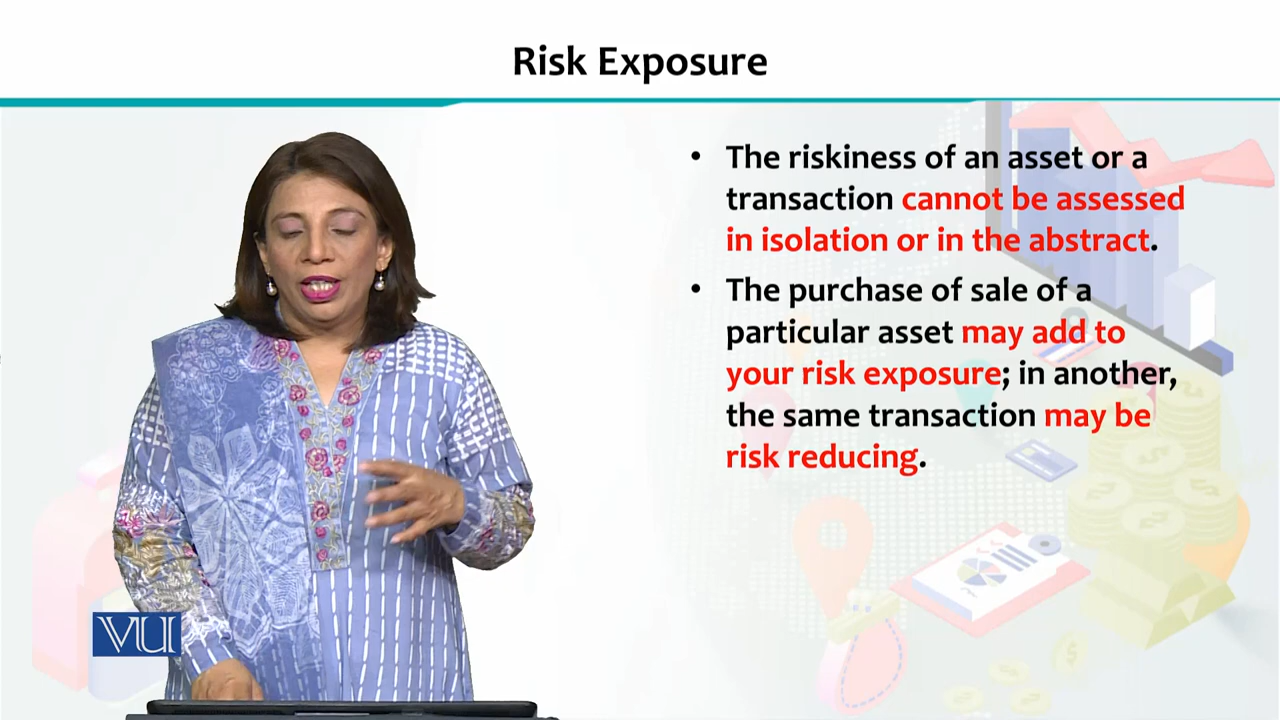 Risk Exposure
• The riskiness of an asset or a
transaction cannot be assessed
in isolation or in the abstract.
• The purchase of sale of a
particular asset may add to
your risk exposure; in another,
the same transaction may be
risk reducing.
VU